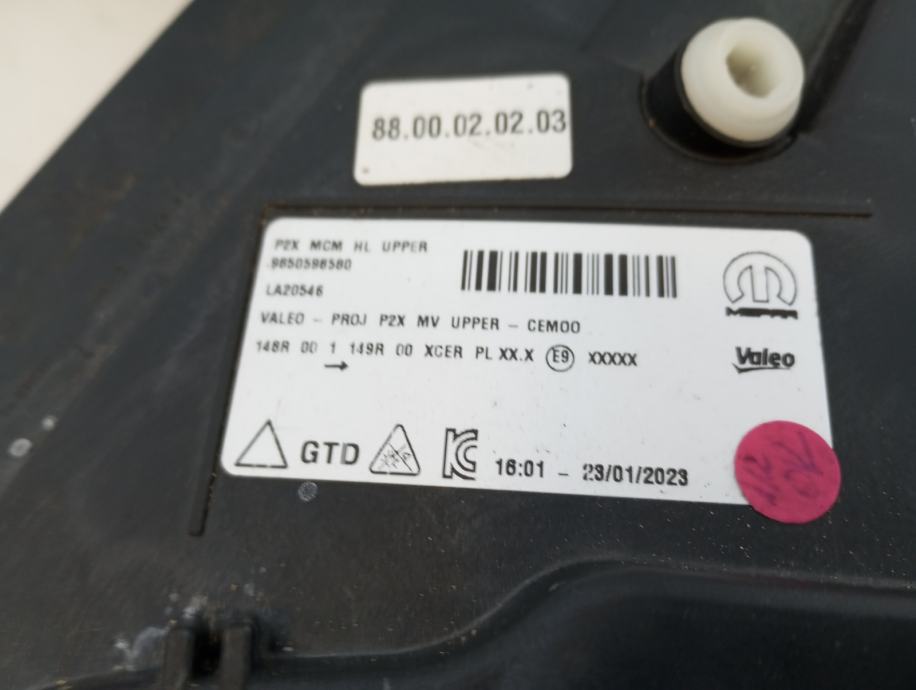 88.00.02.02.03
P2X MCM HL UPPER
9850598580
LA20546
MOPAR
VALEO - PROJ P2X MV UPPER - CEM00
148R 00 1 149R 00 XCER PL XX.X E9 XXXXX
→
Valeo
GTD
KC
16:01 - 23/01/2023